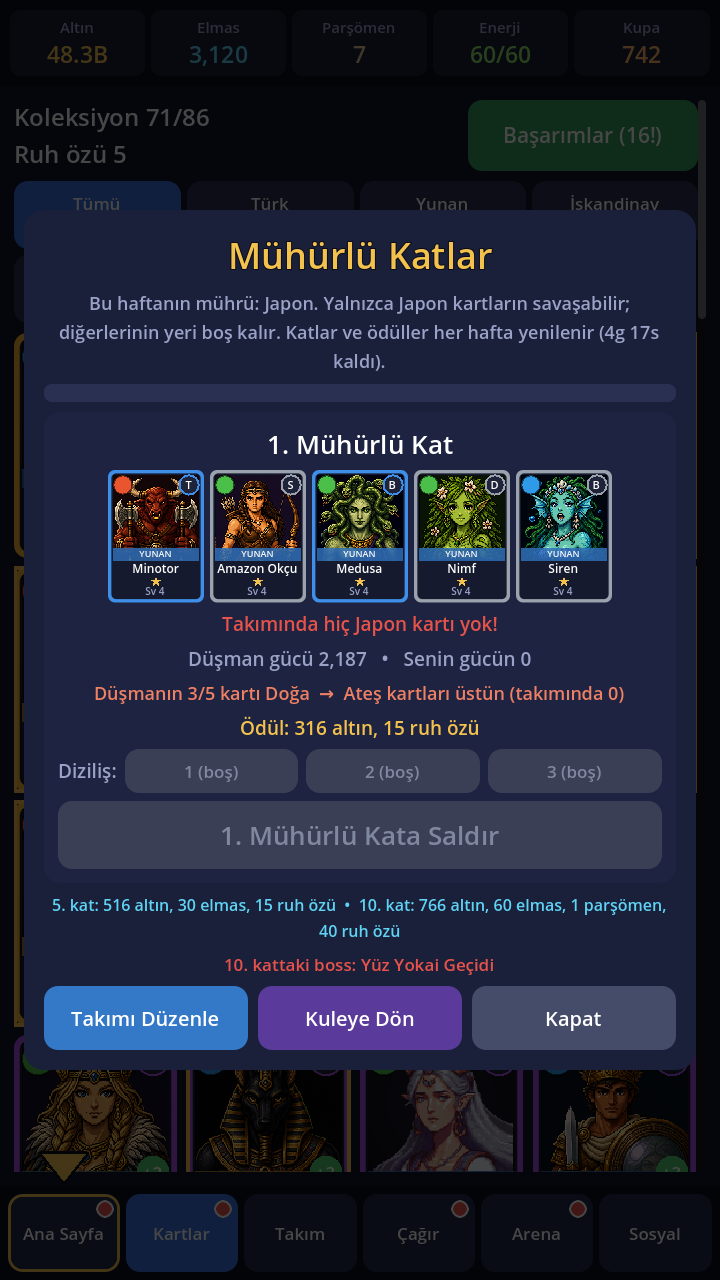 Altın
Elmas
Parşömen
Enerji
Kupa
48.3B
3,120
7
60/60
742
Koleksiyon 71/86
Ruh özü 5
Başarımlar (16!)
Tümü
Türk
Yunan
İskandinav
Mühürlü Katlar
Bu haftanın mührü: Japon. Yalnızca Japon kartların savaşabilir;
diğerlerinin yeri boş kalır. Katlar ve ödüller her hafta yenilenir (4g 17s
kaldı).
1. Mühürlü Kat
T
S
B
D
B
YUNAN
YUNAN
YUNAN
YUNAN
YUNAN
Minotor
Amazon Okçu
Medusa
Nimf
Siren
Sv 4
Sv 4
Sv 4
Sv 4
Sv 4
Takımında hiç Japon kartı yok!
Düşman gücü 2,187 • Senin gücün 0
Düşmanın 3/5 kartı Doğa → Ateş kartları üstün (takımında 0)
Ödül: 316 altın, 15 ruh özü
Diziliş:
1 (boş)
2 (boş)
3 (boş)
1. Mühürlü Kata Saldır
5. kat: 516 altın, 30 elmas, 15 ruh özü • 10. kat: 766 altın, 60 elmas, 1 parşömen,
40 ruh özü
10. kattaki boss: Yüz Yokai Geçidi
Takımı Düzenle
Kuleye Dön
Kapat
Ana Sayfa
Kartlar
Takım
Çağır
Arena
Sosyal